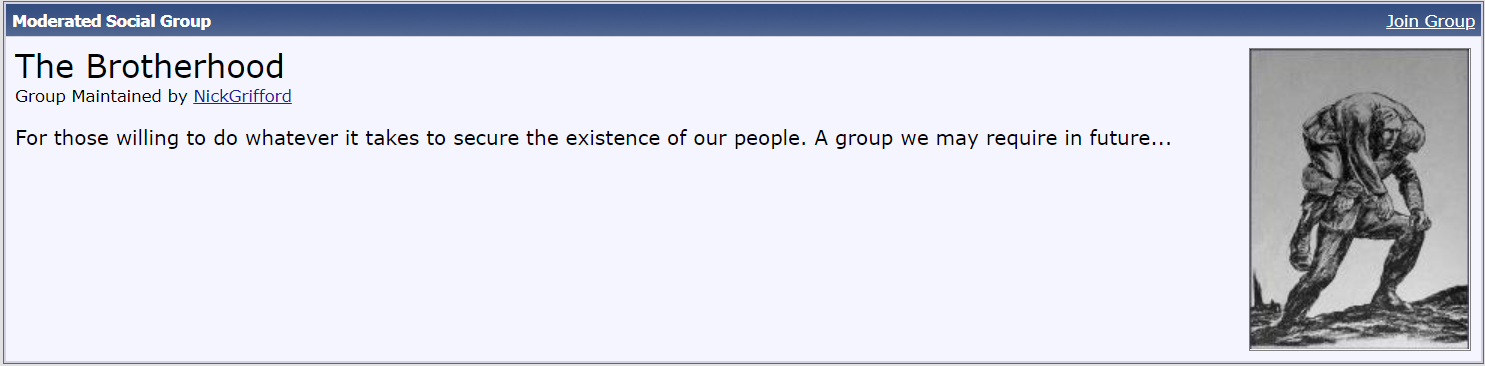 Moderated Social Group
Join Group
The Brotherhood
Group Maintained by NickGrifford
For those willing to do whatever it takes to secure the existence of our people. A group we may require in future...